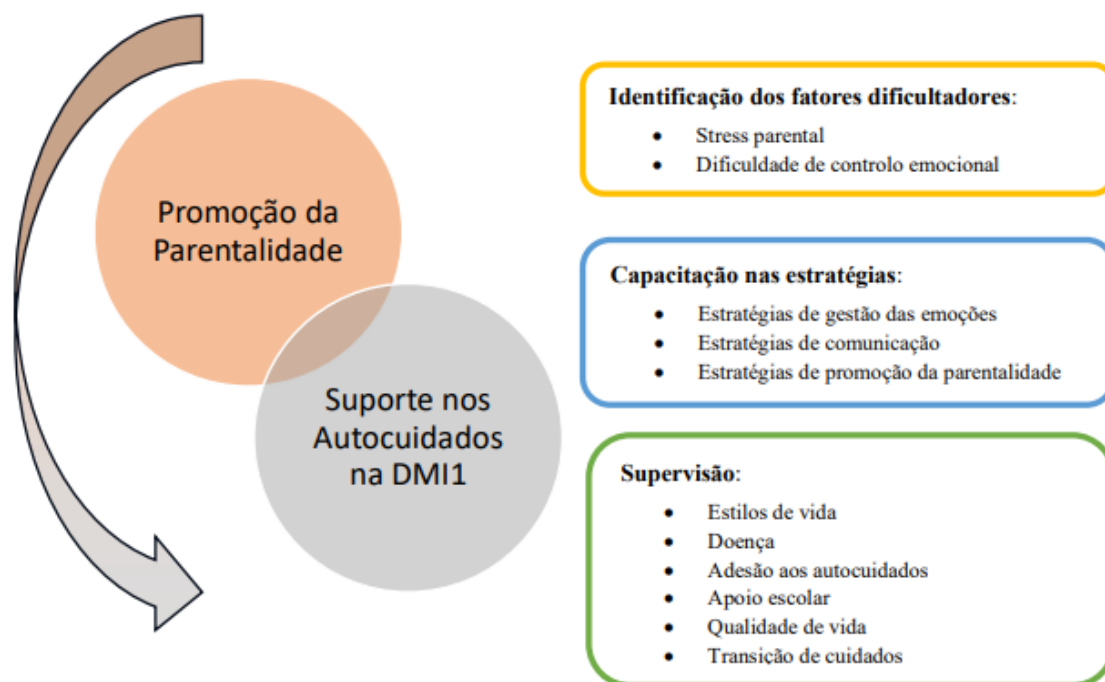 Promoção da
Parentalidade
Suporte nos
Autocuidados
na DMI1
Identificação dos fatores dificultadores:
• Stress parental
• Dificuldade de controlo emocional
Capacitação nas estratégias:
• Estratégias de gestão das emoções
• Estratégias de comunicação
• Estratégias de promoção da parentalidade
Supervisão:
• Estilos de vida
• Doença
• Adesão aos autocuidados
• Apoio escolar
• Qualidade de vida
• Transição de cuidados